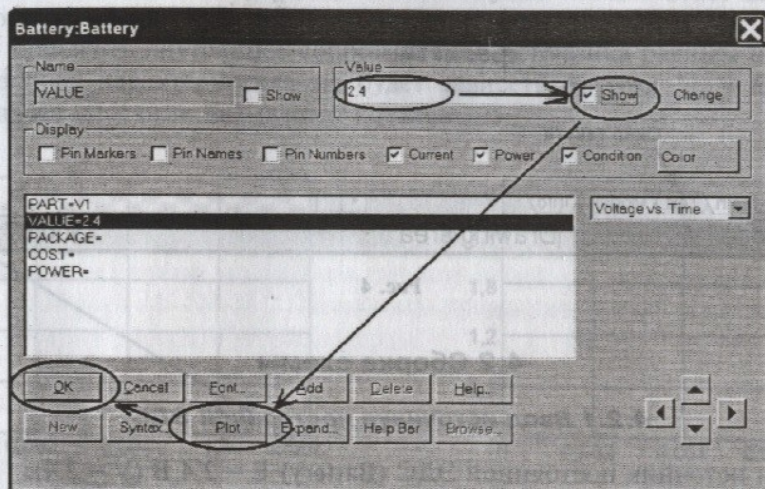 Battery:Battery
Name
VALUE
Show
Value
2.4
Show
Change
Display
Pin Markers
Pin Names
Pin Numbers
Current
Power
Condition
Color
PART=V1
VALUE=2.4
PACKAGE=
COST=
POWER=
Voltage vs. Time
OK
Cancel
Font...
Add
Delete
Help...
New
Syntax...
Plot
Expand...
Help Bar
Browse...